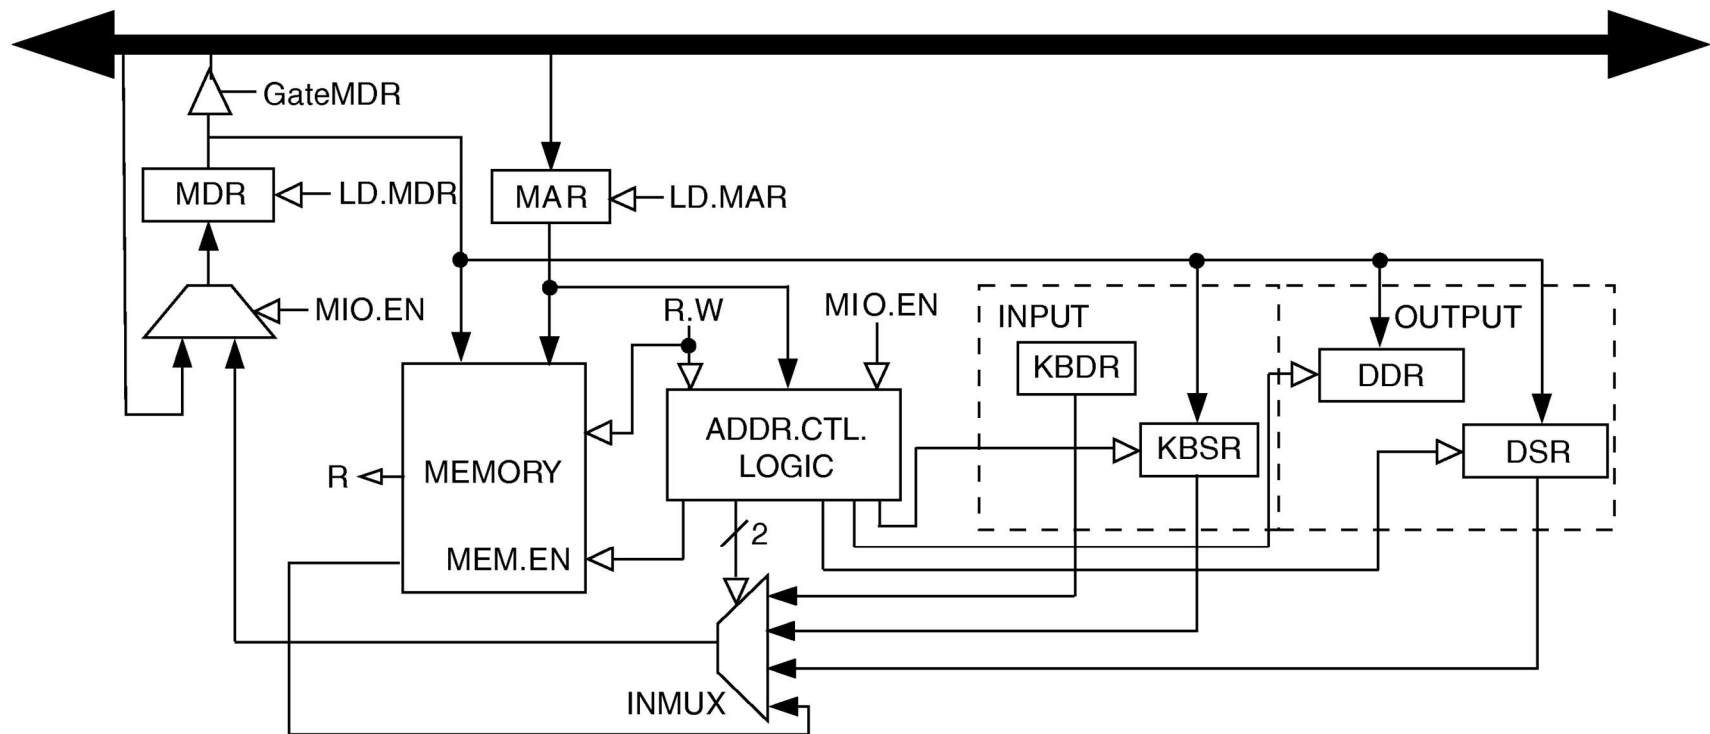 GateMDR
MDR
LD.MDR
MAR
LD.MAR
MIO.EN
R.W
MIO.EN
INPUT
OUTPUT
KBDR
DDR
KBSR
DSR
ADDR.CTL.
LOGIC
R
MEMORY
MEM.EN
2
INMUX